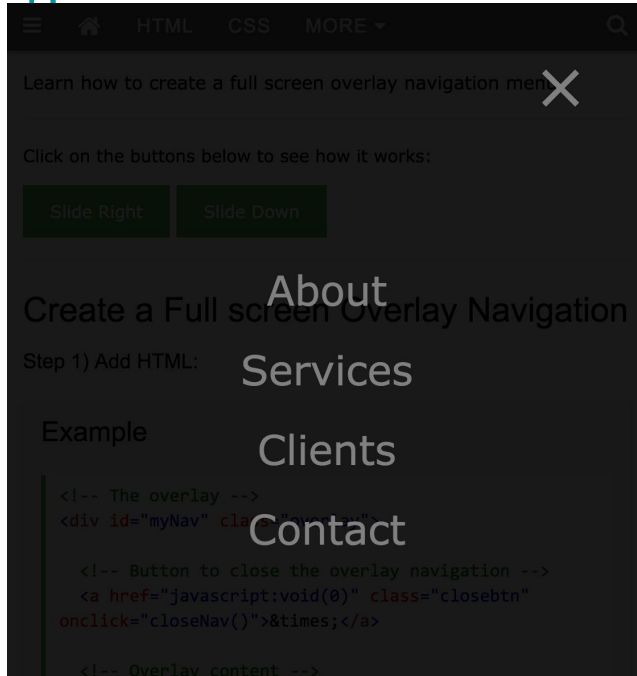 HTML CSS MORE
Learn how to create a full screen overlay navigation menu.
×
Click on the buttons below to see how it works:
Slide Right Slide Down
About
Create a Full screen Overlay Navigation
Step 1) Add HTML:
Services
Example
Clients
<!-- The overlay -->
<div id="myNav" class="overlay">
Contact
<!-- Button to close the overlay navigation -->
<a href="javascript:void(0)" class="closebtn"
onclick="closeNav()">&times;</a>
<!-- Overlay content -->